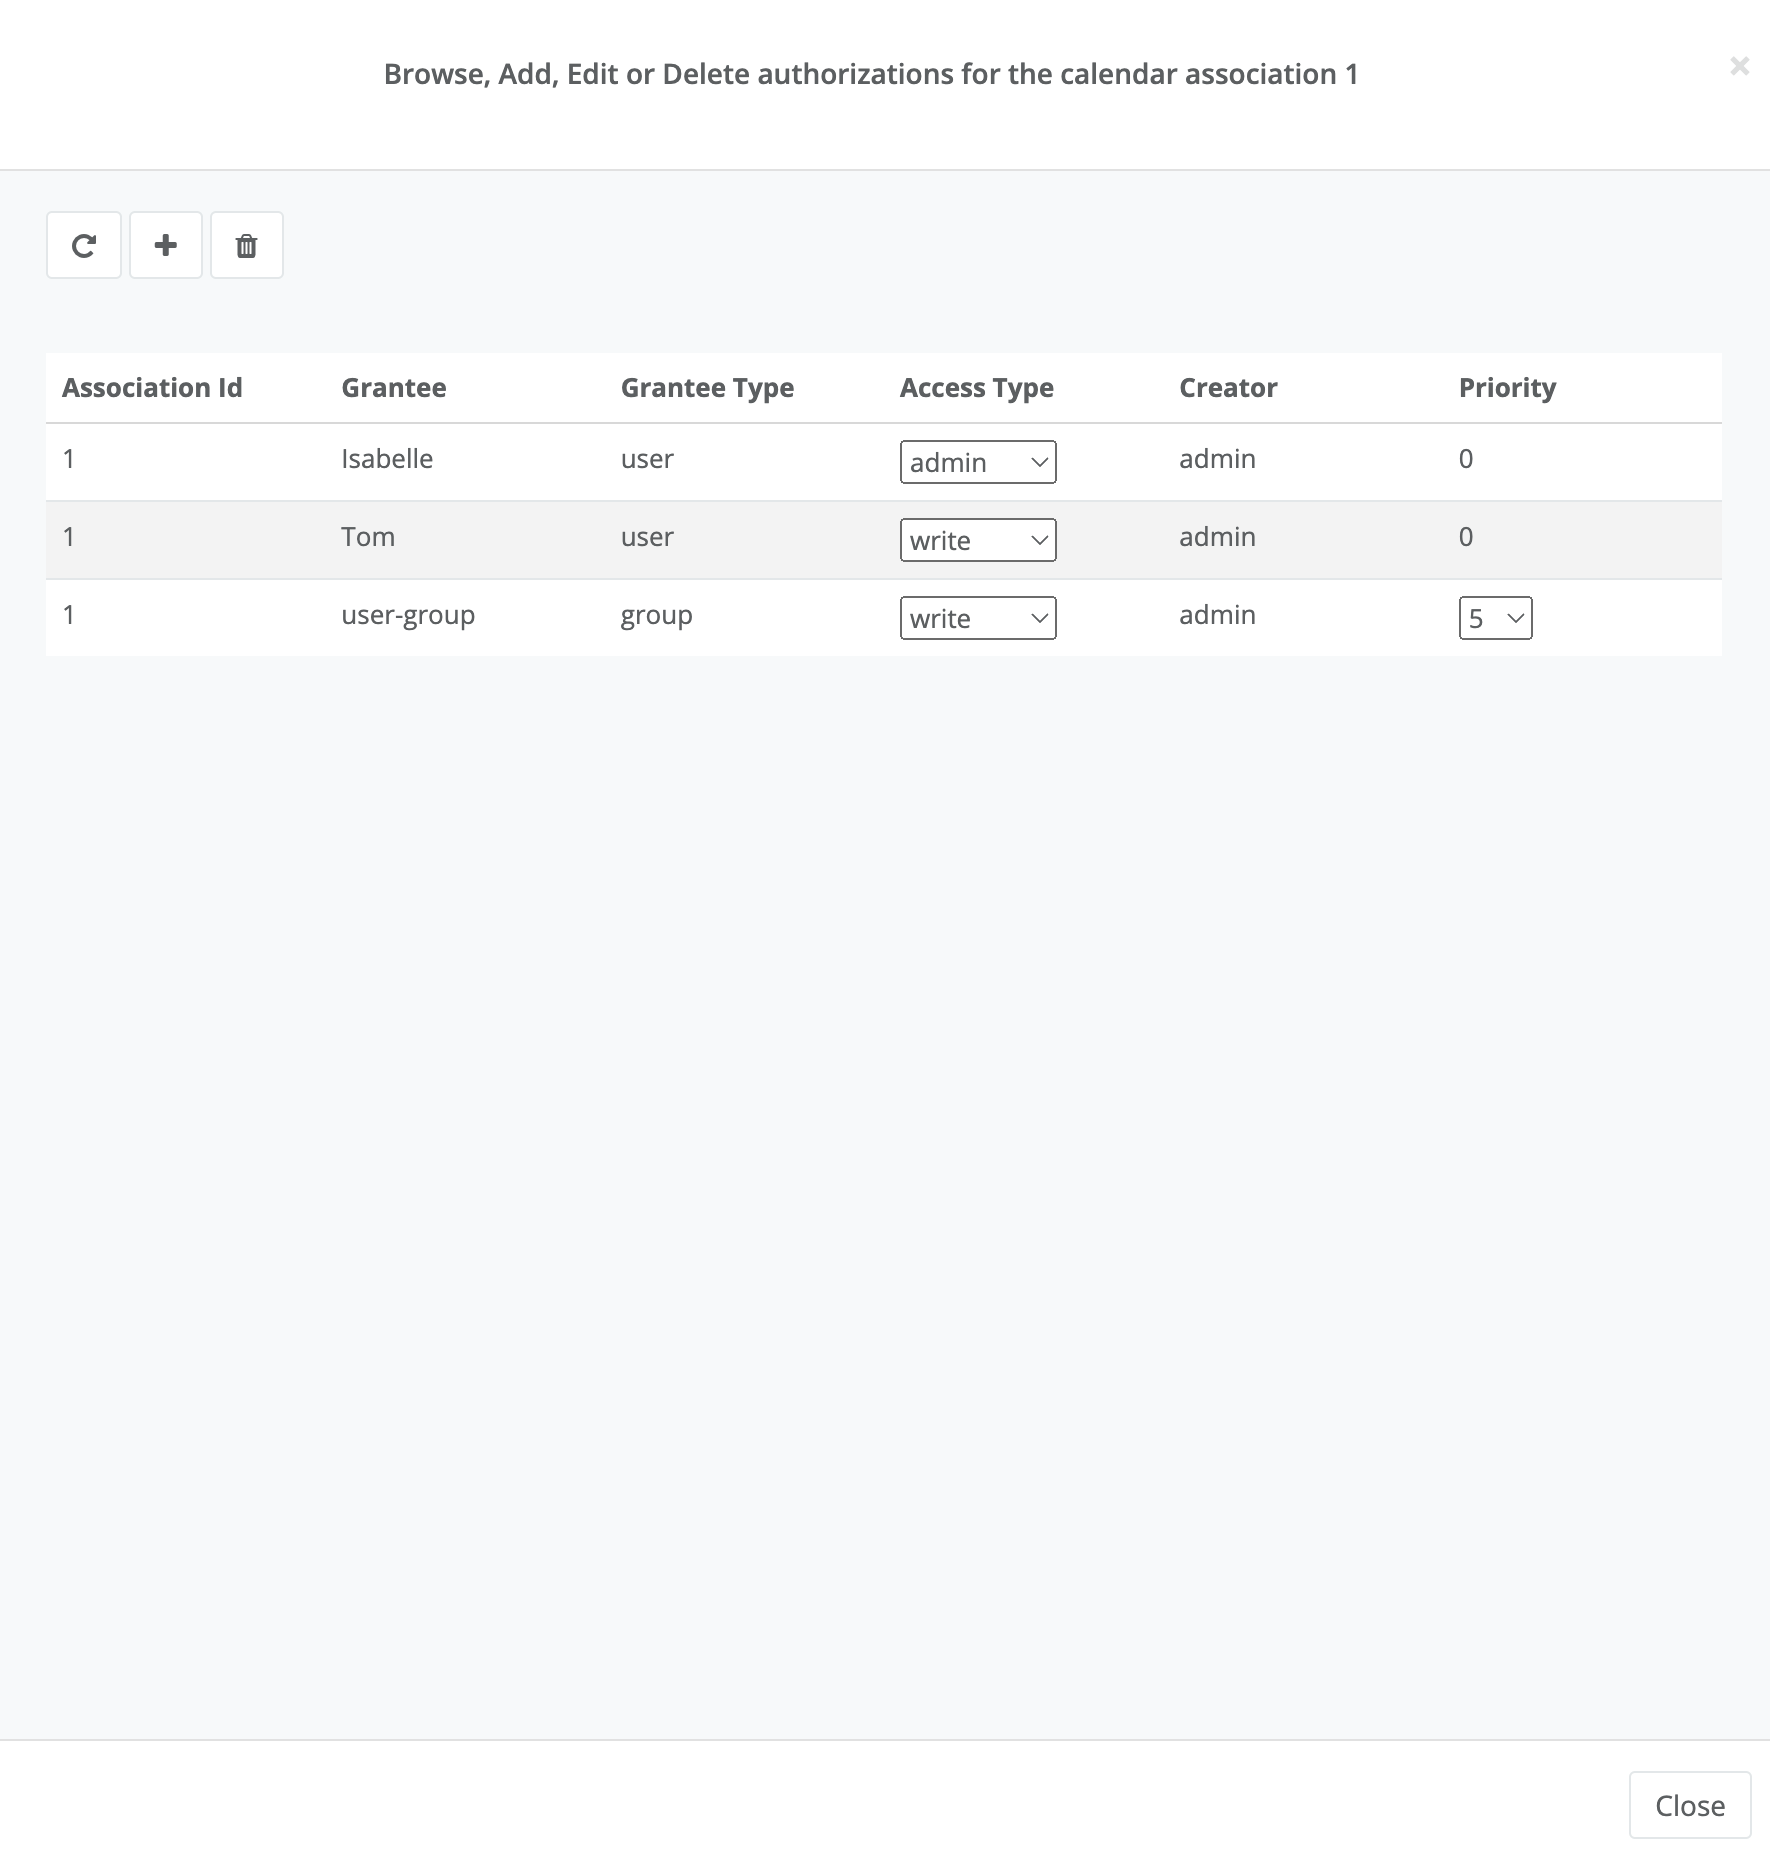 Browse, Add, Edit or Delete authorizations for the calendar association 1
Association Id Grantee Grantee Type Access Type Creator Priority
1 Isabelle user admin admin 0
1 Tom user write admin 0
1 user-group group write admin 5
Close